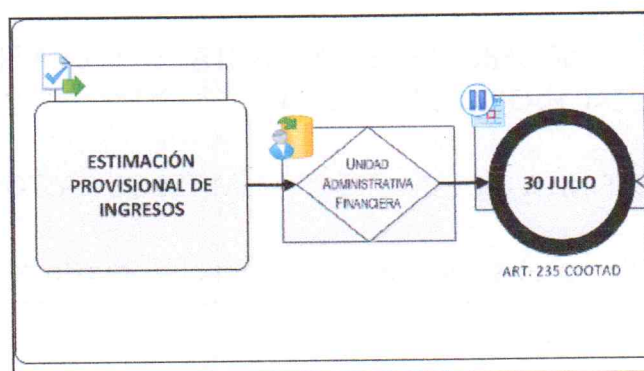 ESTIMACIÓN
PROVISIONAL DE
INGRESOS
UNIDAD
ADMINISTRATIVA
FINANCIERA
30 JULIO
ART. 235 COOTAD